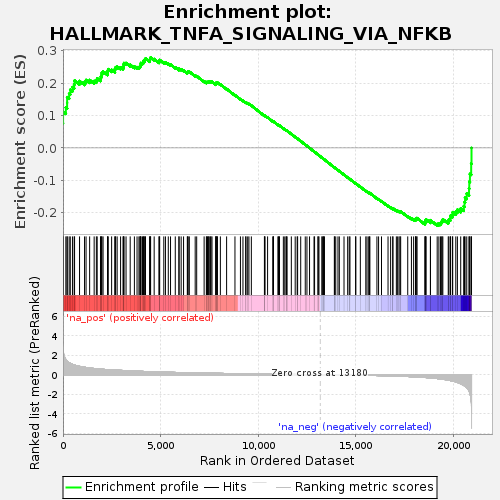 Enrichment plot:
HALLMARK_TNFA_SIGNALING_VIA_NFKB
Enrichment score (ES)
0.3
0.2
0.1
0.0
-0.1
-0.2
'na_pos' (positively correlated)
Ranked list metric (PreRanked)
6
4
2
0
-2
-4
-6
Zero cross at 13180
'na_neg' (negatively correlated)
0
5,000
10,000
15,000
20,000
Rank in Ordered Dataset
Enrichment profile
Hits
Ranking metric scores